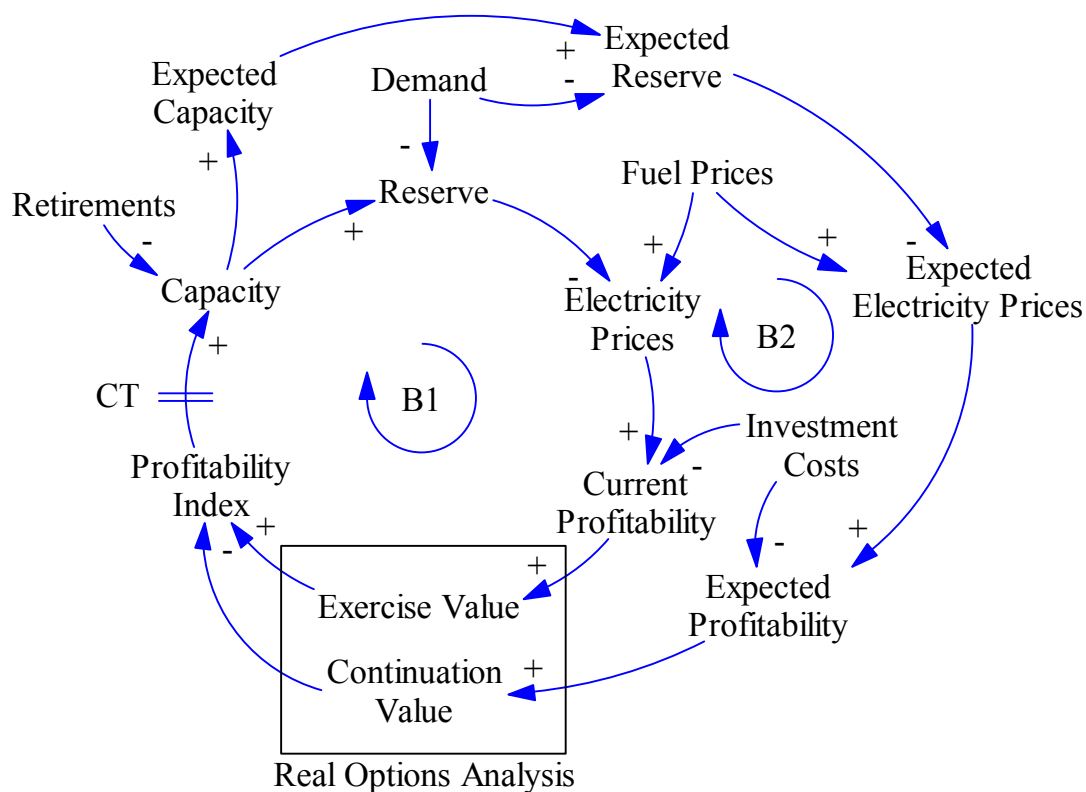 Expected
Reserve
+
-
Expected
Capacity
Demand
+
-
Fuel Prices
Retirements
Reserve
-
+
+
+
-
Expected
Electricity Prices
Capacity
-
Electricity
Prices
+
B2
CT
B1
+
-
Investment
Costs
Profitability
Index
Current
Profitability
+
-
+
-
+
Expected
Profitability
Exercise Value
+
Continuation
Value
Real Options Analysis